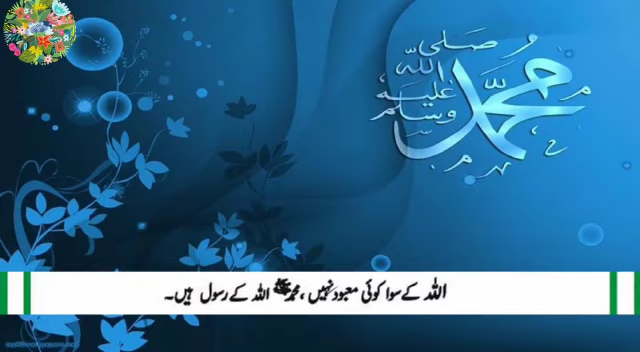 صلى
الله
عليه
وسلم
محمد
اللہ کے سوا کوئی معبود نہیں ، محمد ﷺ اللہ کے رسول ہیں۔